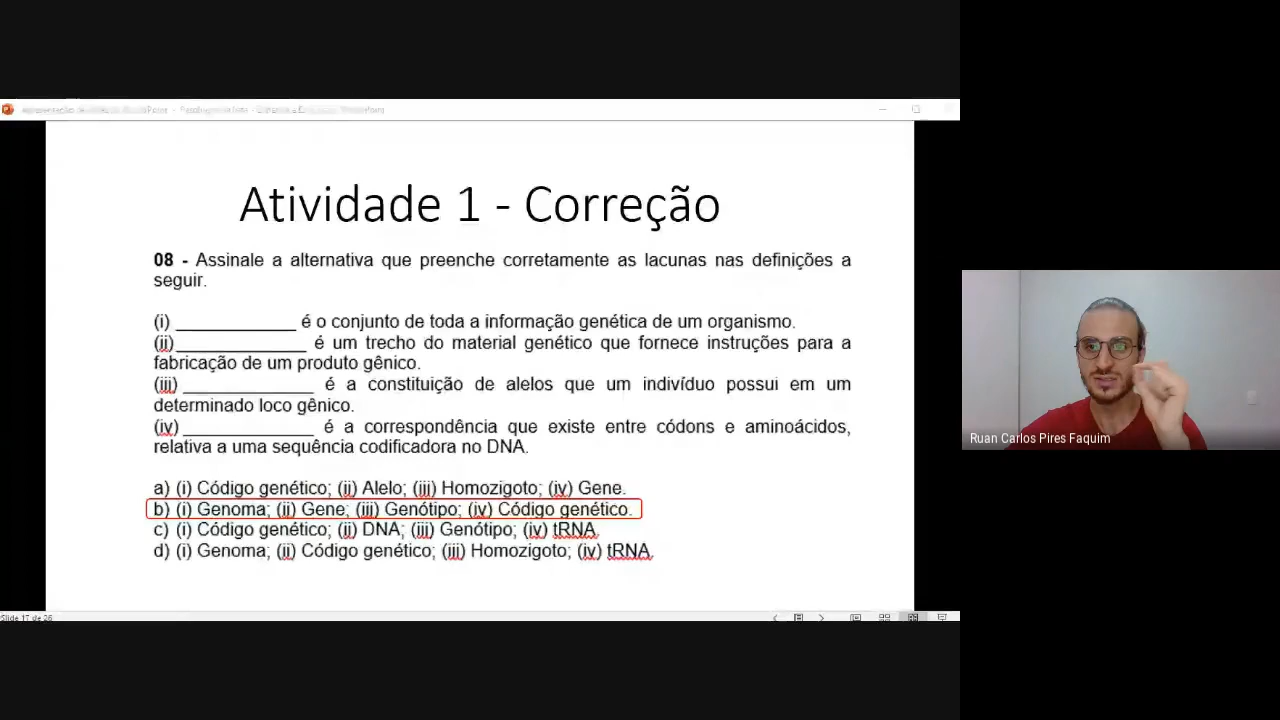 Atividade 1 - Correção
08 - Assinale a alternativa que preenche corretamente as lacunas nas definições a
seguir.
(i) ____________ é o conjunto de toda a informação genética de um organismo.
(ii)_____________ é um trecho do material genético que fornece instruções para a
fabricação de um produto gênico.
(iii) _____________ é a constituição de alelos que um indivíduo possui em um
determinado loco gênico.
(iv) _____________ é a correspondência que existe entre códons e aminoácidos,
relativa a uma sequência codificadora no DNA.
a) (i) Código genético; (ii) Alelo; (iii) Homozigoto; (iv) Gene.
b) (i) Genoma; (ii) Gene; (iii) Genótipo; (iv) Código genético.
c) (i) Código genético; (ii) DNA; (iii) Genótipo; (iv) tRNA.
d) (i) Genoma; (ii) Código genético; (iii) Homozigoto; (iv) tRNA.
Ruan Carlos Pires Faquim
Slide 17 de 26